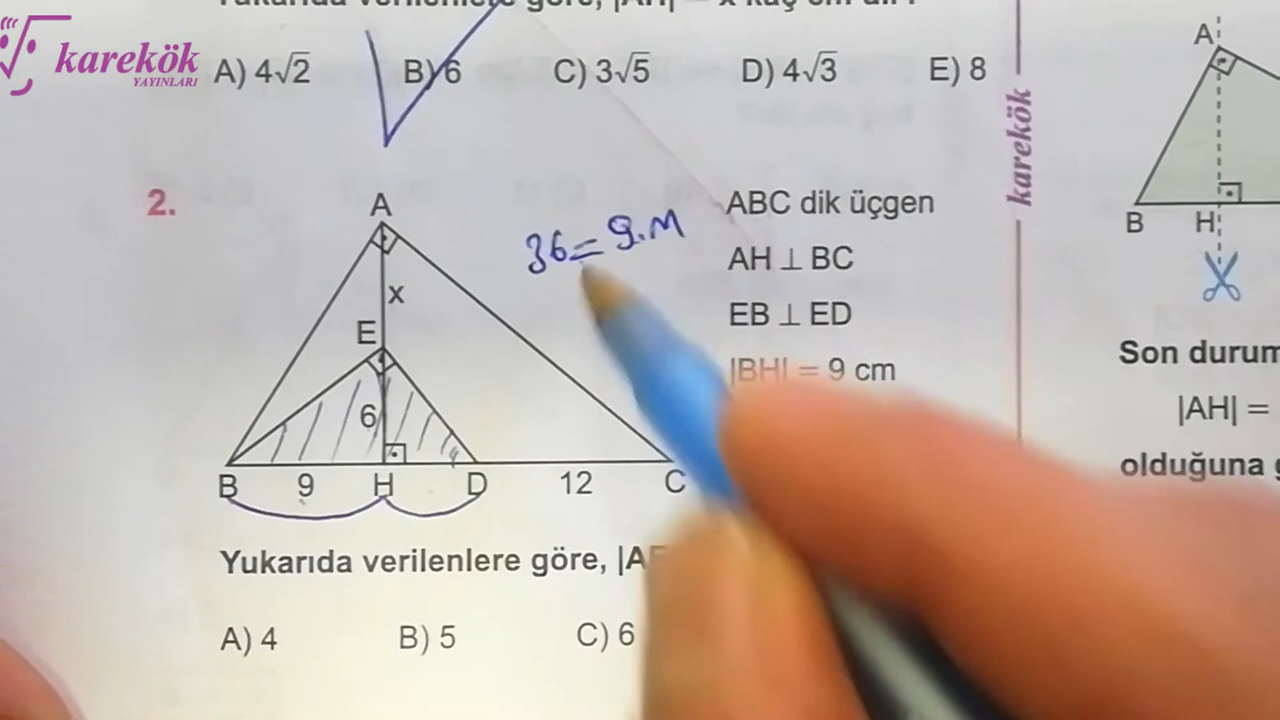 karekök
YAYINLARI
A) 4√2 B) 6 C) 3√5 D) 4√3 E) 8
2.
A
x
E
6
B 9 H D 12 C
36 = 9.M
ABC dik üçgen
AH ⊥ BC
EB ⊥ ED
|BH| = 9 cm
Yukarıda verilenlere göre, |A
A) 4 B) 5 C) 6
karekök
A
B H
Son durum
|AH| =
olduğuna g